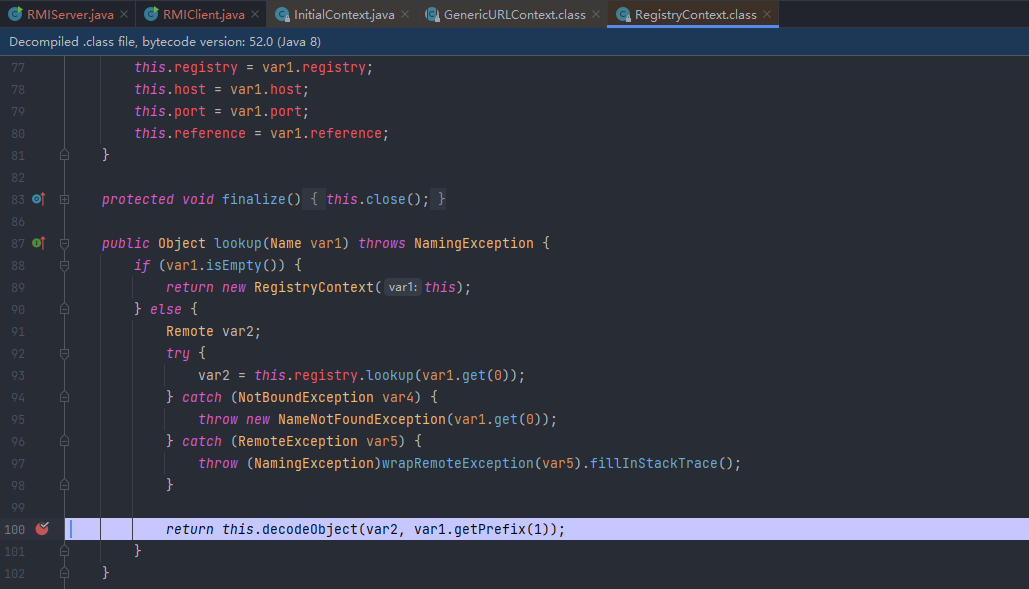 RMIServer.java RMIClient.java InitialContext.java GenericURLContext.class RegistryContext.class
Decompiled .class file, bytecode version: 52.0 (Java 8)
77 this.registry = var1.registry;
78 this.host = var1.host;
79 this.port = var1.port;
80 this.reference = var1.reference;
81 }
82
83 protected void finalize() { this.close(); }
86
87 public Object lookup(Name var1) throws NamingException {
88 if (var1.isEmpty()) {
89 return new RegistryContext( var1: this);
90 } else {
91 Remote var2;
92 try {
93 var2 = this.registry.lookup(var1.get(0));
94 } catch (NotBoundException var4) {
95 throw new NameNotFoundException(var1.get(0));
96 } catch (RemoteException var5) {
97 throw (NamingException)wrapRemoteException(var5).fillInStackTrace();
98 }
99
100 return this.decodeObject(var2, var1.getPrefix(1));
101 }
102 }